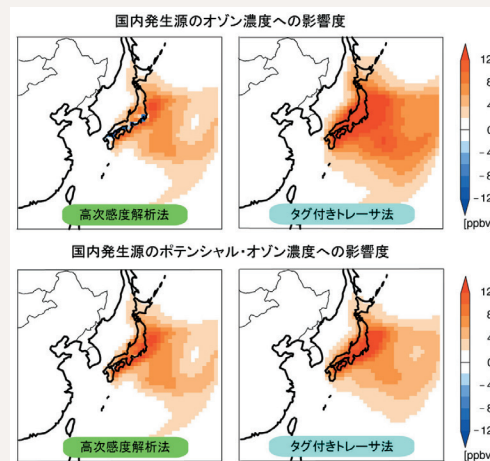 国内発生源のオゾン濃度への影響度
高次感度解析法
タグ付きトレーサ法
12
8
4
0
-4
-8
-12
[ppbv
国内発生源のポテンシャル・オゾン濃度への影響度
高次感度解析法
タグ付きトレーサ法
12
8
4
0
-4
-8
-12
[ppbv